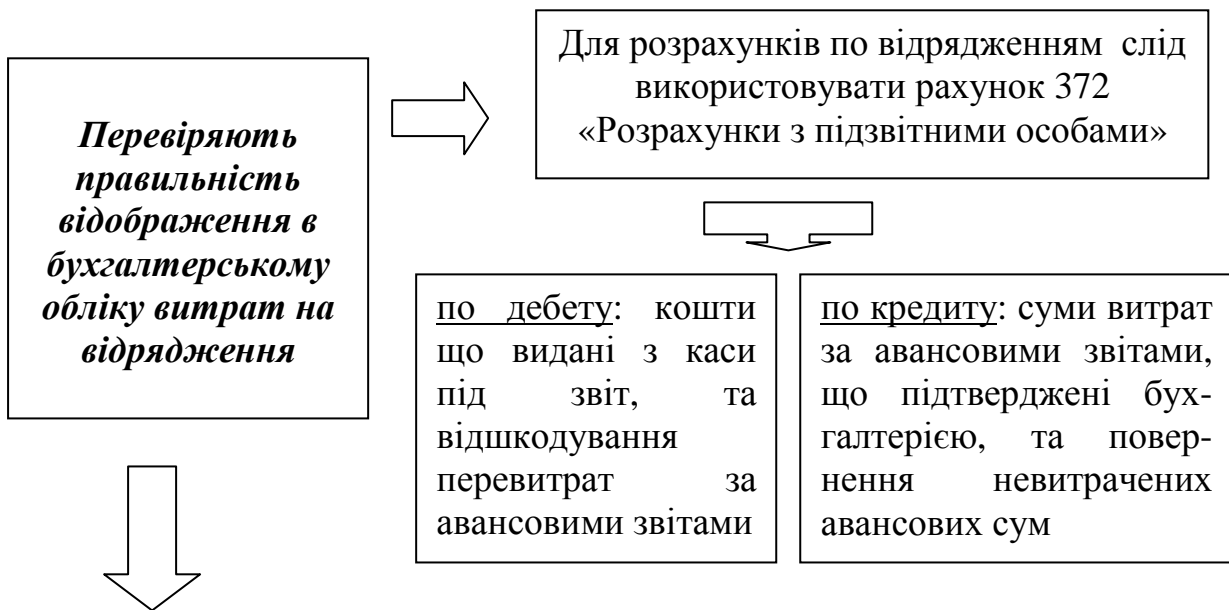 Перевіряють
правильність
відображення в
бухгалтерському
обліку витрат на
відрядження
Для розрахунків по відрядженням слід
використовувати рахунок 372
«Розрахунки з підзвітними особами»
по дебету: кошти
що видані з каси
під звіт, та
відшкодування
перевитрат за
авансовими звітами
по кредиту: суми витрат
за авансовими звітами,
що підтверджені бух-
галтерією, та повер-
нення невитрачених
авансових сум